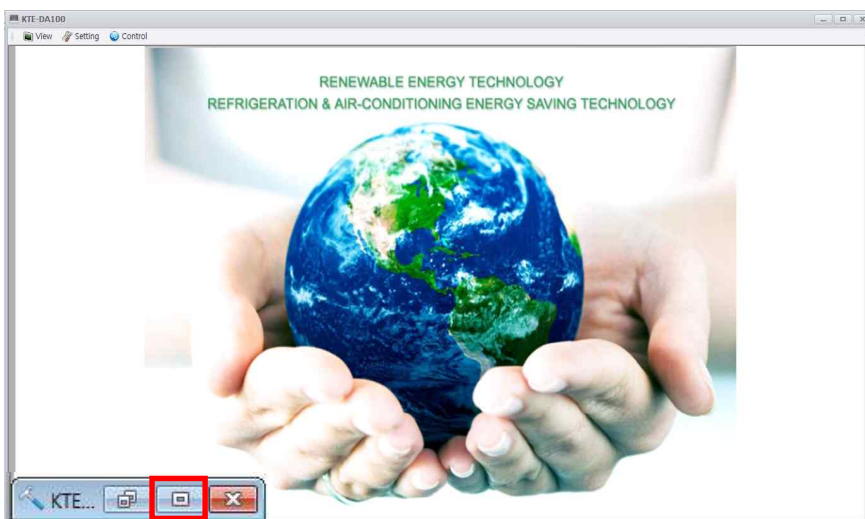 KTE-DA100
View Setting Control
RENEWABLE ENERGY TECHNOLOGY
REFRIGERATION & AIR-CONDITIONING ENERGY SAVING TECHNOLOGY
KTE...